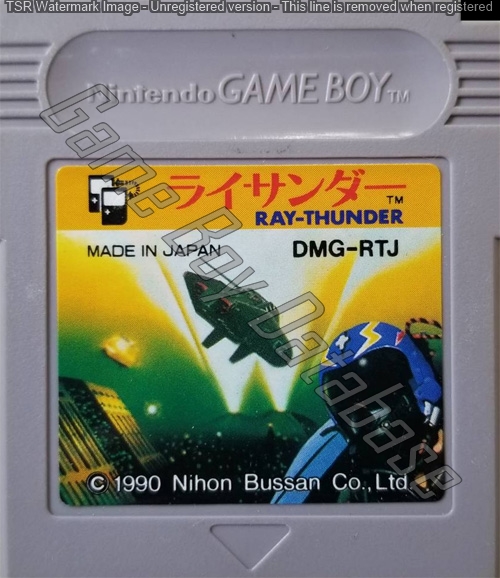 TSR Watermark Image - Unregistered version - This line is removed when registered
Nintendo GAME BOY TM
ライサンダー TM
RAY-THUNDER
MADE IN JAPAN DMG-RTJ
Game Boy Database
© 1990 Nihon Bussan Co., Ltd.